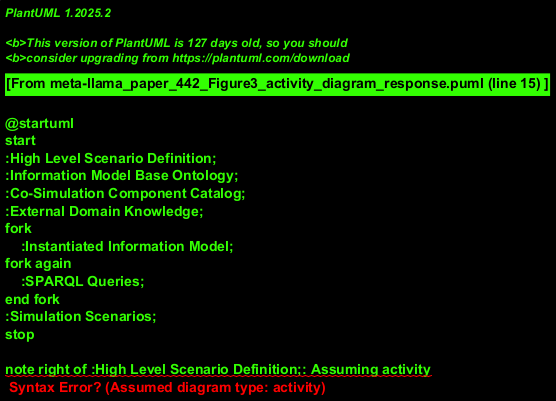 PlantUML 1.2025.2
<b>This version of PlantUML is 127 days old, so you should
<b>consider upgrading from https://plantuml.com/download
[From meta-llama_paper_442_Figure3_activity_diagram_response.puml (line 15) ]
@startuml
start
:High Level Scenario Definition;
:Information Model Base Ontology;
:Co-Simulation Component Catalog;
:External Domain Knowledge;
fork
    :Instantiated Information Model;
fork again
    :SPARQL Queries;
end fork
:Simulation Scenarios;
stop
note right of :High Level Scenario Definition;: Assuming activity
Syntax Error? (Assumed diagram type: activity)